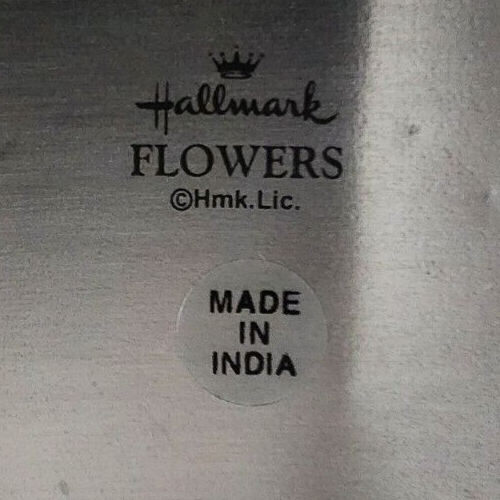 Hallmark
FLOWERS
©Hmk.Lic.
MADE
IN
INDIA